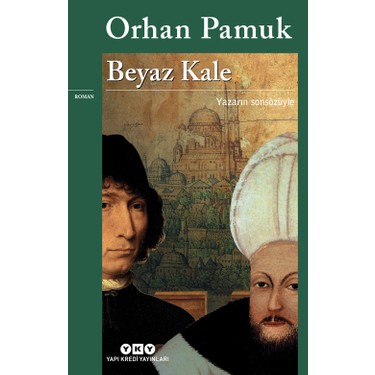 Orhan Pamuk
Beyaz Kale
ROMAN
Yazarın sonsözüyle
YKY
YAPI KREDİ YAYINLARI